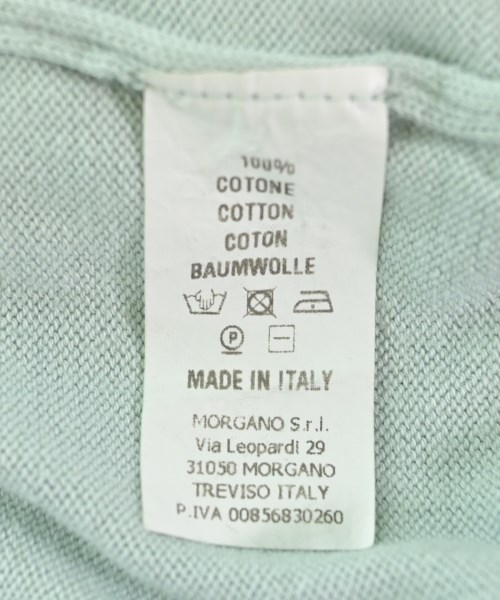 100%
COTONE
COTTON
COTON
BAUMWOLLE
P
MADE IN ITALY
MORGANO S.r.l.
Via Leopardi 29
31050 MORGANO
TREVISO ITALY
P.IVA 00856830260